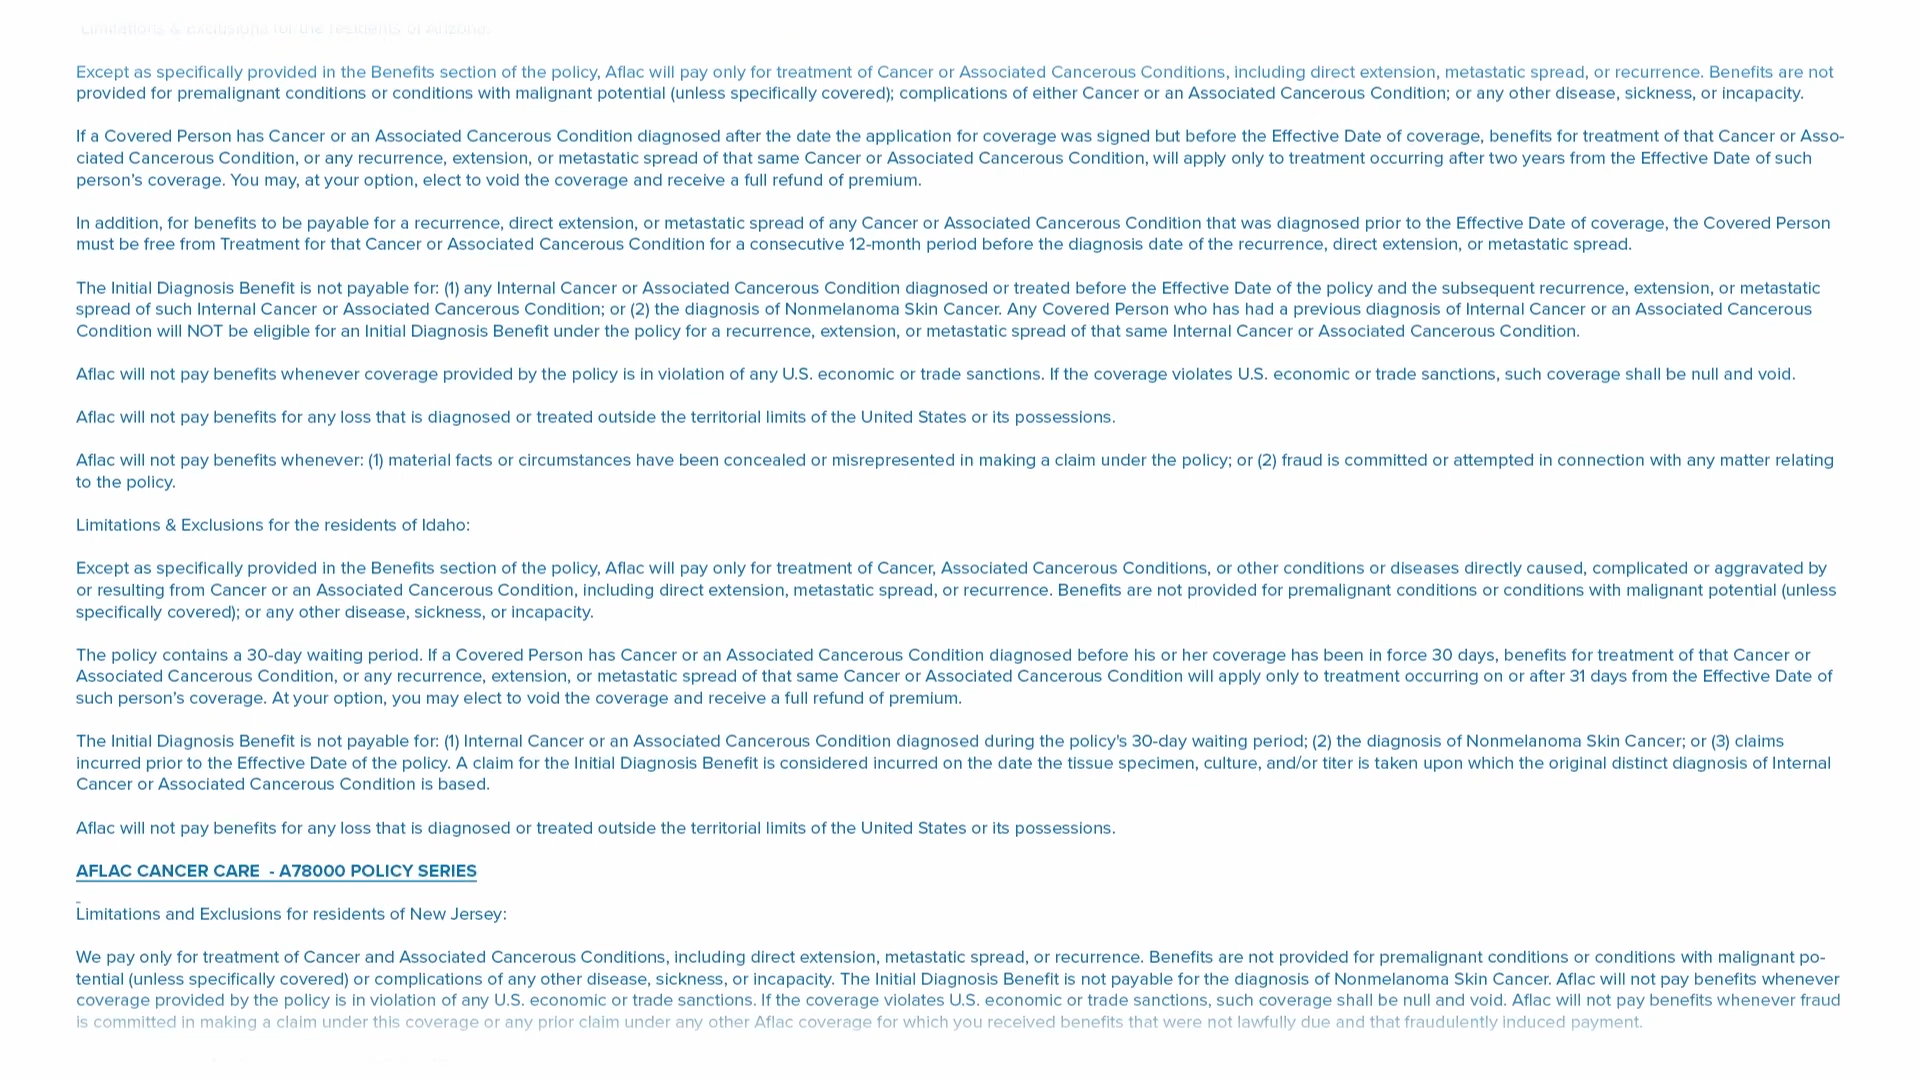 Limitations & Exclusions for the residents of Arizona:
Except as specifically provided in the Benefits section of the policy, Aflac will pay only for treatment of Cancer or Associated Cancerous Conditions, including direct extension, metastatic spread, or recurrence. Benefits are not
provided for premalignant conditions or conditions with malignant potential (unless specifically covered); complications of either Cancer or an Associated Cancerous Condition; or any other disease, sickness, or incapacity.
If a Covered Person has Cancer or an Associated Cancerous Condition diagnosed after the date the application for coverage was signed but before the Effective Date of coverage, benefits for treatment of that Cancer or Asso-
ciated Cancerous Condition, or any recurrence, extension, or metastatic spread of that same Cancer or Associated Cancerous Condition, will apply only to treatment occurring after two years from the Effective Date of such
person's coverage. You may, at your option, elect to void the coverage and receive a full refund of premium.
In addition, for benefits to be payable for a recurrence, direct extension, or metastatic spread of any Cancer or Associated Cancerous Condition that was diagnosed prior to the Effective Date of coverage, the Covered Person
must be free from Treatment for that Cancer or Associated Cancerous Condition for a consecutive 12-month period before the diagnosis date of the recurrence, direct extension, or metastatic spread.
The Initial Diagnosis Benefit is not payable for: (1) any Internal Cancer or Associated Cancerous Condition diagnosed or treated before the Effective Date of the policy and the subsequent recurrence, extension, or metastatic
spread of such Internal Cancer or Associated Cancerous Condition; or (2) the diagnosis of Nonmelanoma Skin Cancer. Any Covered Person who has had a previous diagnosis of Internal Cancer or an Associated Cancerous
Condition will NOT be eligible for an Initial Diagnosis Benefit under the policy for a recurrence, extension, or metastatic spread of that same Internal Cancer or Associated Cancerous Condition.
Aflac will not pay benefits whenever coverage provided by the policy is in violation of any U.S. economic or trade sanctions. If the coverage violates U.S. economic or trade sanctions, such coverage shall be null and void.
Aflac will not pay benefits for any loss that is diagnosed or treated outside the territorial limits of the United States or its possessions.
Aflac will not pay benefits whenever: (1) material facts or circumstances have been concealed or misrepresented in making a claim under the policy; or (2) fraud is committed or attempted in connection with any matter relating
to the policy.
Limitations & Exclusions for the residents of Idaho:
Except as specifically provided in the Benefits section of the policy, Aflac will pay only for treatment of Cancer, Associated Cancerous Conditions, or other conditions or diseases directly caused, complicated or aggravated by
or resulting from Cancer or an Associated Cancerous Condition, including direct extension, metastatic spread, or recurrence. Benefits are not provided for premalignant conditions or conditions with malignant potential (unless
specifically covered); or any other disease, sickness, or incapacity.
The policy contains a 30-day waiting period. If a Covered Person has Cancer or an Associated Cancerous Condition diagnosed before his or her coverage has been in force 30 days, benefits for treatment of that Cancer or
Associated Cancerous Condition, or any recurrence, extension, or metastatic spread of that same Cancer or Associated Cancerous Condition will apply only to treatment occurring on or after 31 days from the Effective Date of
such person's coverage. At your option, you may elect to void the coverage and receive a full refund of premium.
The Initial Diagnosis Benefit is not payable for: (1) Internal Cancer or an Associated Cancerous Condition diagnosed during the policy's 30-day waiting period; (2) the diagnosis of Nonmelanoma Skin Cancer; or (3) claims
incurred prior to the Effective Date of the policy. A claim for the Initial Diagnosis Benefit is considered incurred on the date the tissue specimen, culture, and/or titer is taken upon which the original distinct diagnosis of Internal
Cancer or Associated Cancerous Condition is based.
Aflac will not pay benefits for any loss that is diagnosed or treated outside the territorial limits of the United States or its possessions.
AFLAC CANCER CARE - A78000 POLICY SERIES
Limitations and Exclusions for residents of New Jersey:
We pay only for treatment of Cancer and Associated Cancerous Conditions, including direct extension, metastatic spread, or recurrence. Benefits are not provided for premalignant conditions or conditions with malignant po-
tential (unless specifically covered) or complications of any other disease, sickness, or incapacity. The Initial Diagnosis Benefit is not payable for the diagnosis of Nonmelanoma Skin Cancer. Aflac will not pay benefits whenever
coverage provided by the policy is in violation of any U.S. economic or trade sanctions. If the coverage violates U.S. economic or trade sanctions, such coverage shall be null and void. Aflac will not pay benefits whenever fraud
is committed in making a claim under this coverage or any prior claim under any other Aflac coverage for which you received benefits that were not lawfully due and that fraudulently induced payment.